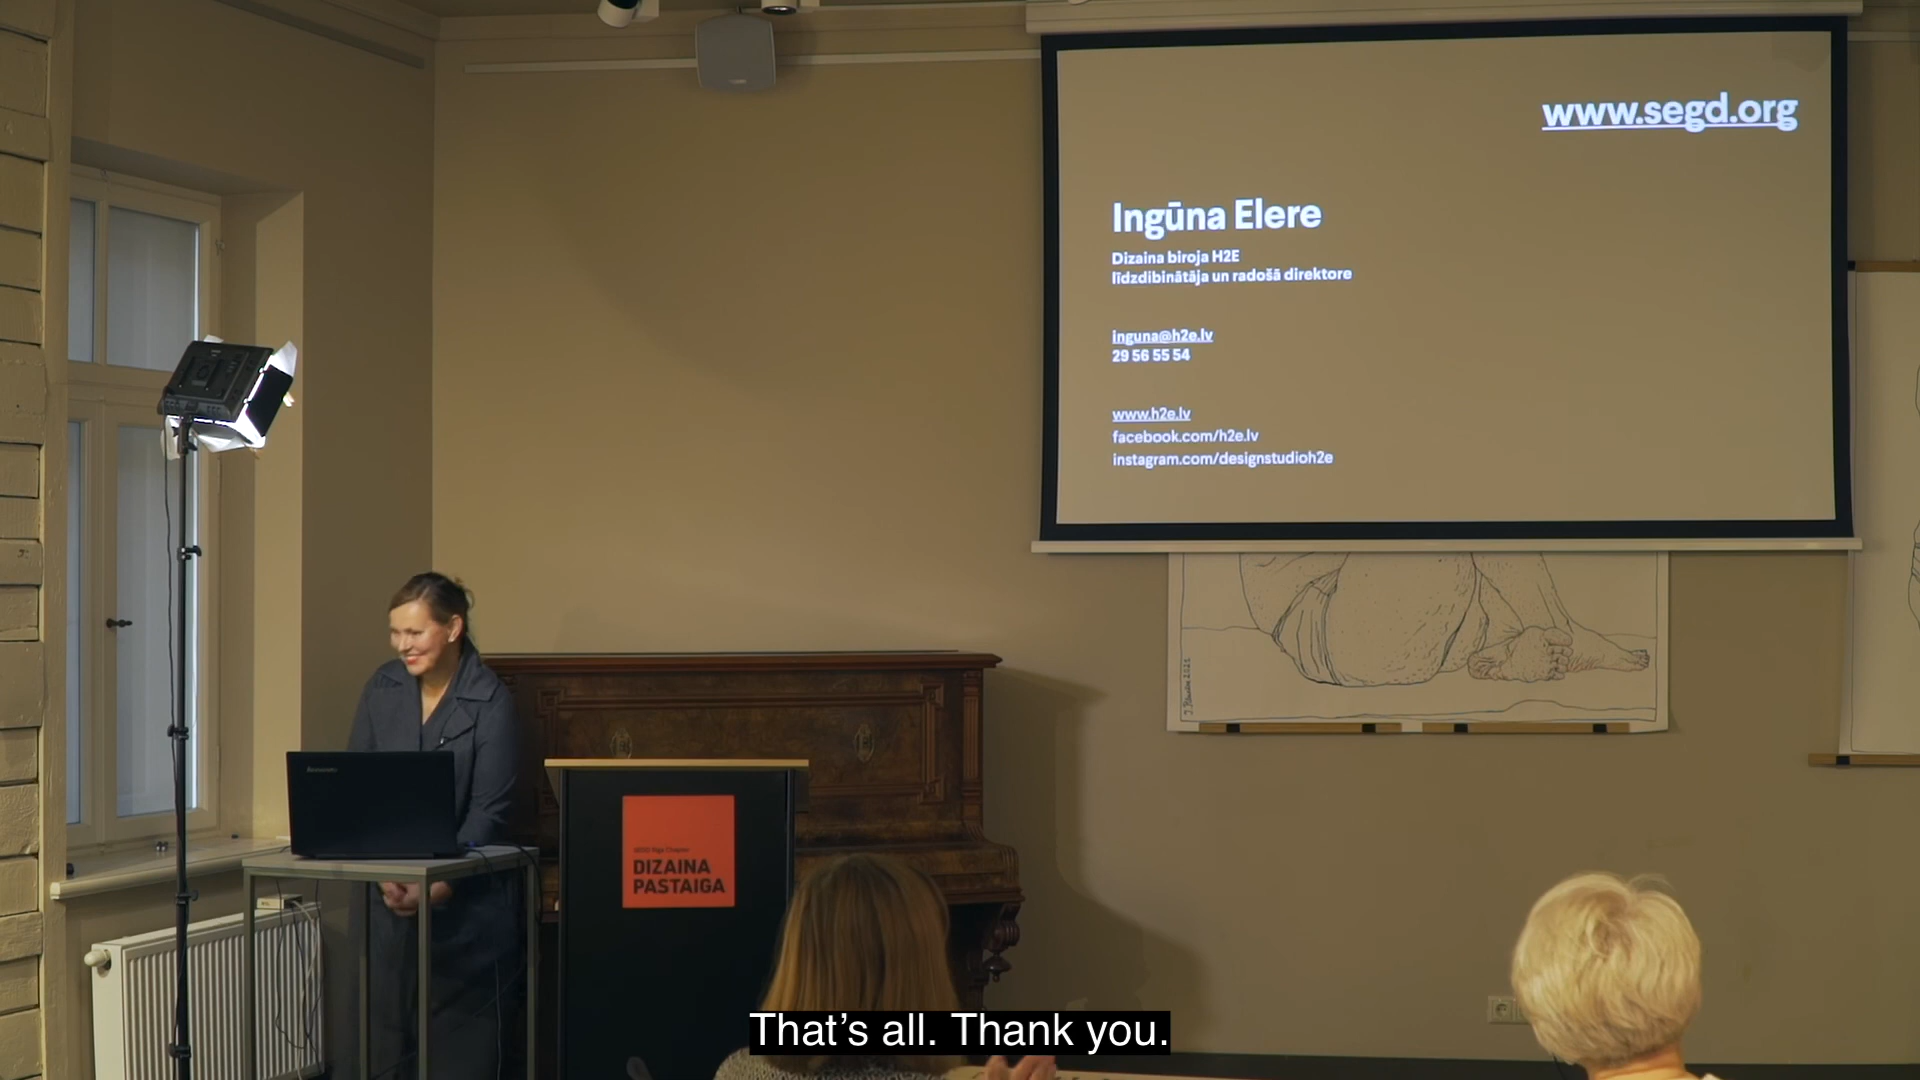 www.segd.org
Ingūna Elere
Dizaina biroja H2E
līdzdibinātāja un radošā direktore
inguna@h2e.lv
29 56 55 54
www.h2e.lv
facebook.com/h2e.lv
instagram.com/designstudioh2e
DIZAINA
PASTAIGA
That’s all. Thank you.